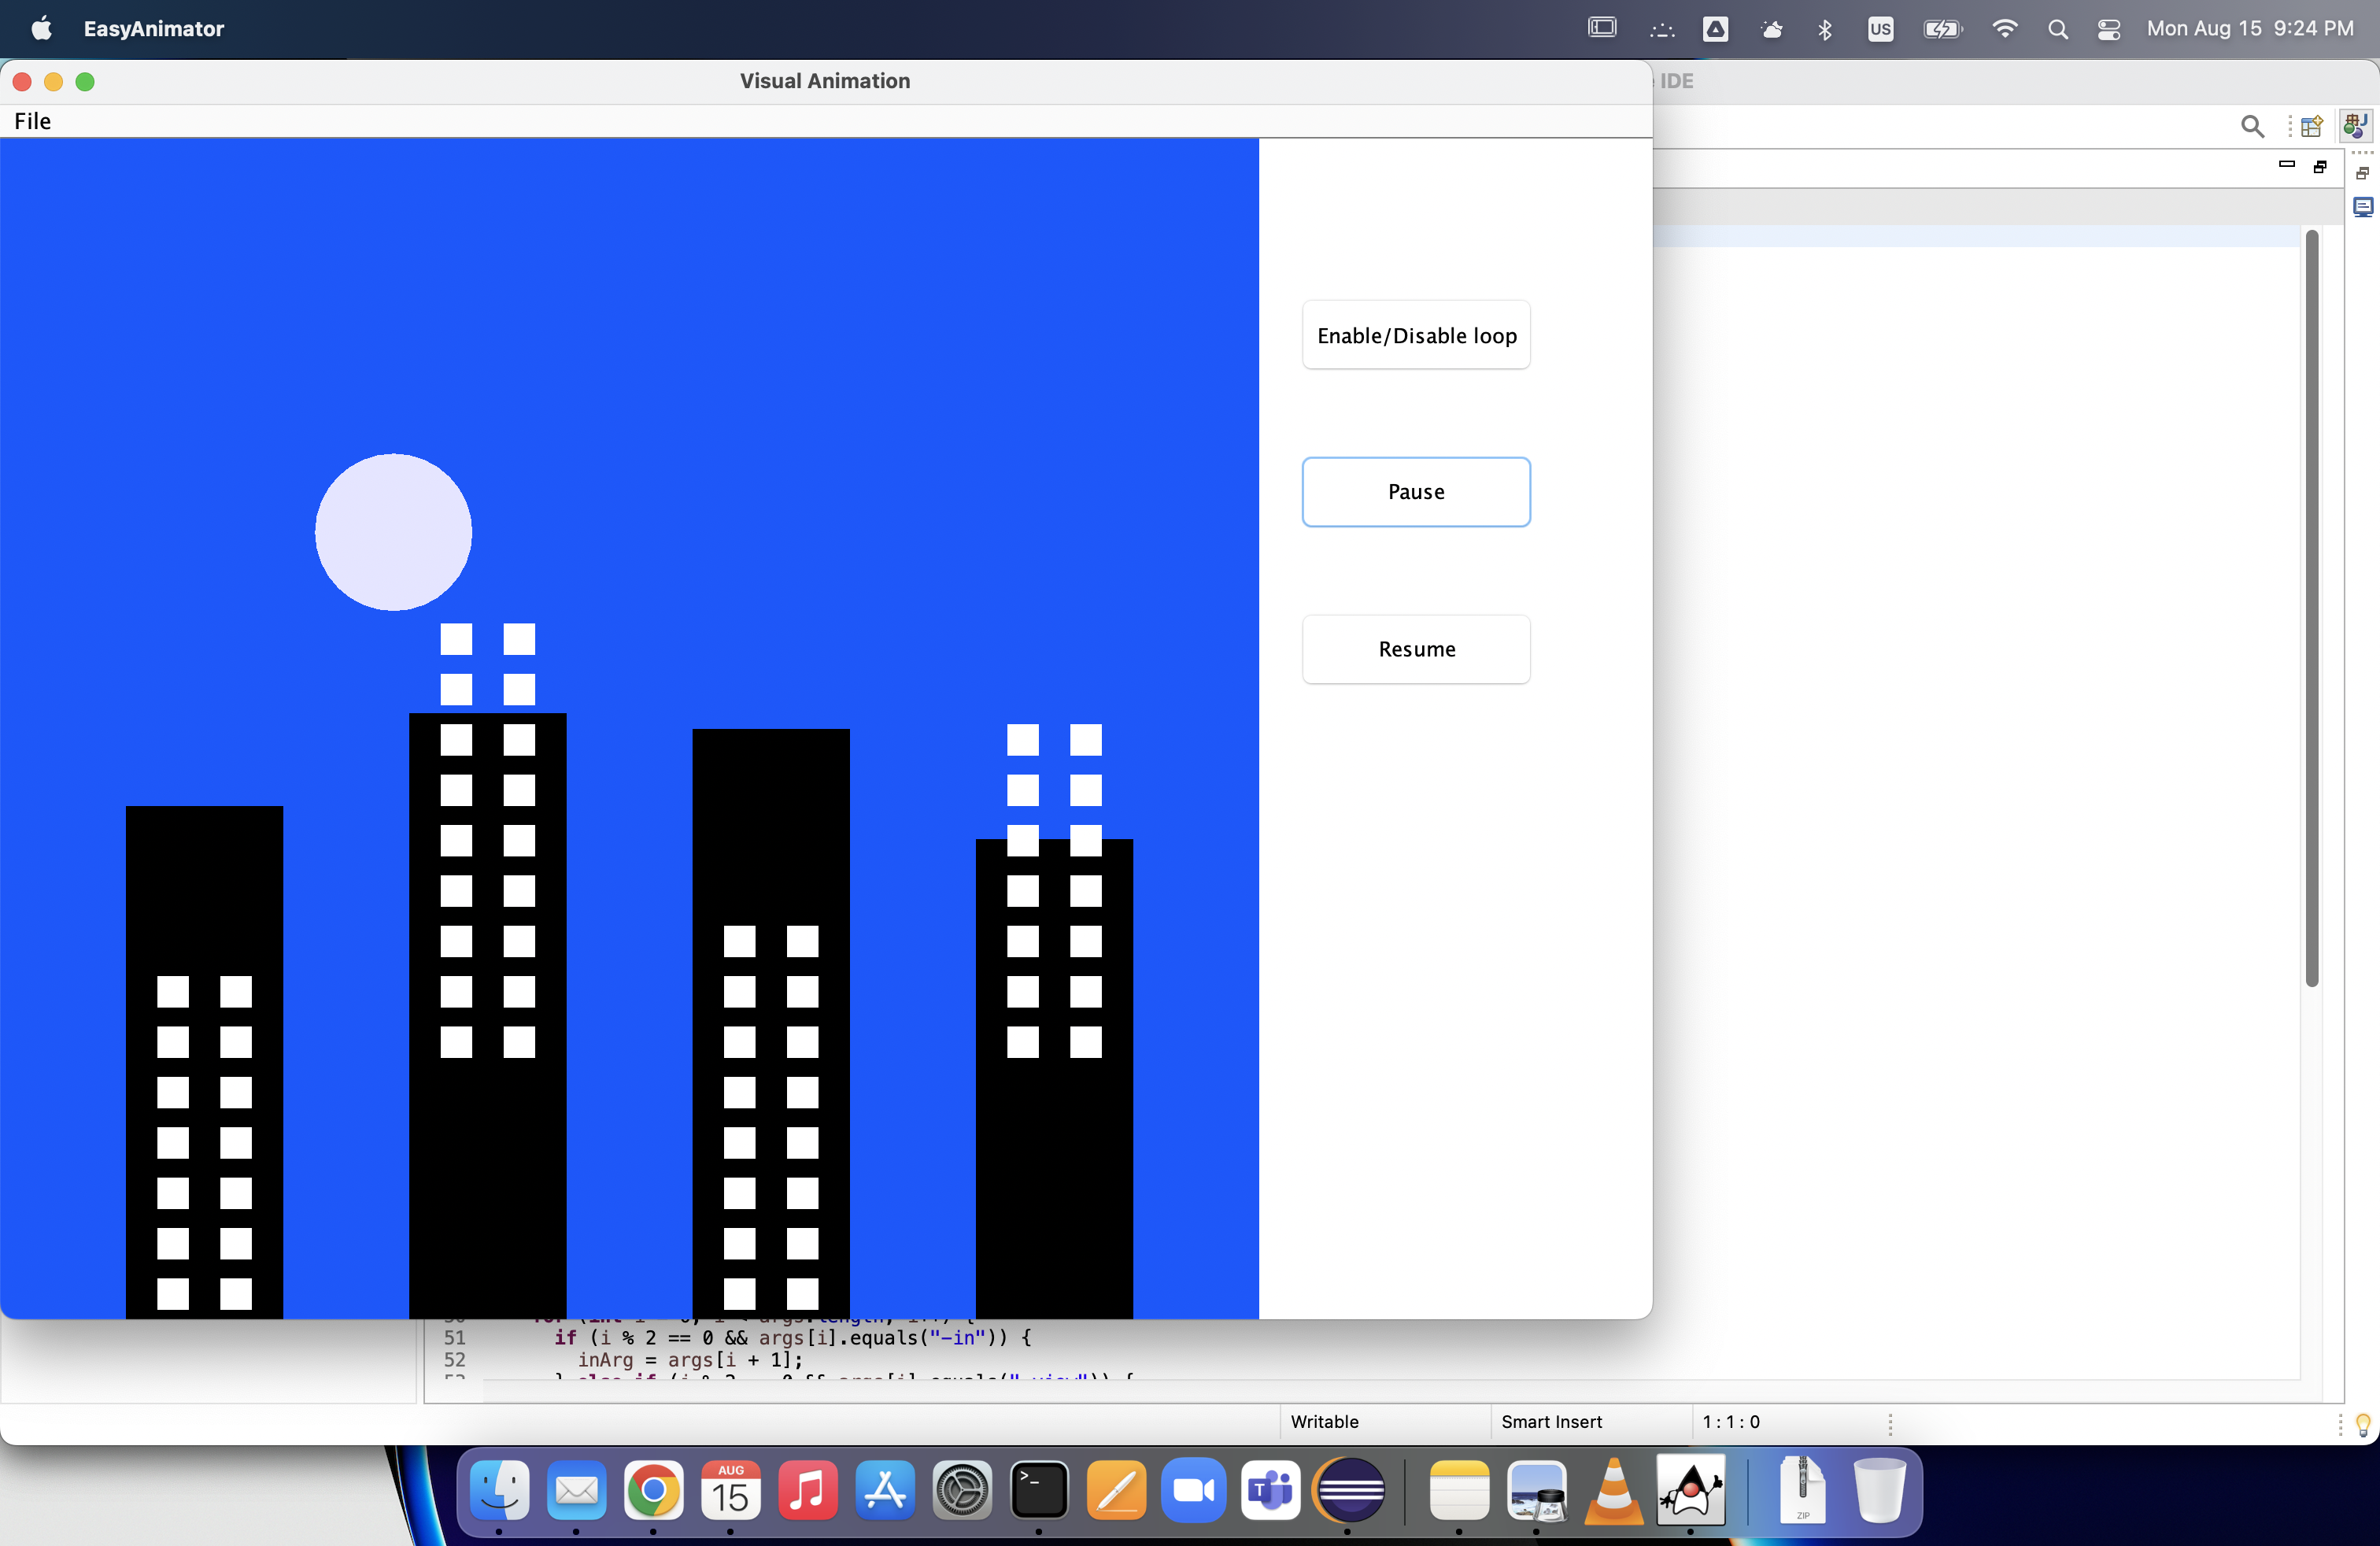 EasyAnimator
US
Mon Aug 15 9:24 PM
Visual Animation
IDE
File
Enable/Disable loop
Pause
Resume
51 if (i % 2 == 0 && args[i].equals("-in")) {
52 inArg = args[i + 1];
Writable
Smart Insert
1 : 1 : 0
AUG
15
>_
T
ZIP